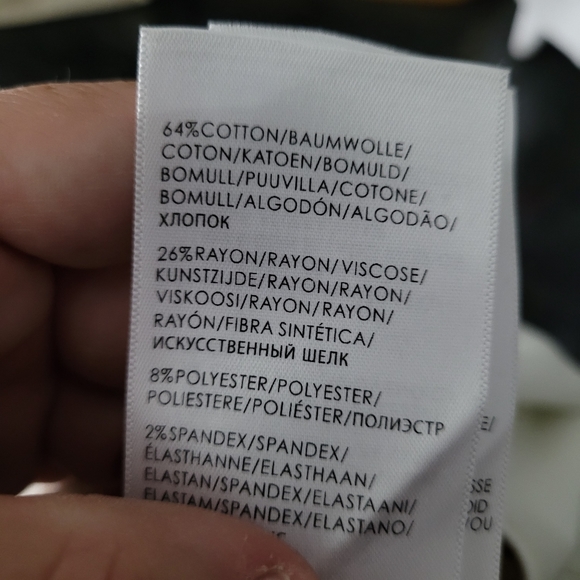 64%COTTON/BAUMWOLLE/
COTON/KATOEN/BOMULD/
BOMULL/PUUVILLA/COTONE/
BOMULL/ALGODÓN/ALGODÃO/
ХЛОПОК
26%RAYON/RAYON/VISCOSE/
KUNSTZIJDE/RAYON/RAYON/
VISKOOSI/RAYON/RAYON/
RAYÓN/FIBRA SINTÉTICA/
ИСКУССТВЕННЫЙ ШЕЛК
8%POLYESTER/POLYESTER/
POLIESTERE/POLIÉSTER/ПОЛИЭСТР
2%SPANDEX/SPANDEX/
ÉLASTHANNE/ELASTHAAN/
ELASTAN/SPANDEX/ELASTAANI/
ELASTAM/SPANDEX/ELASTANO/